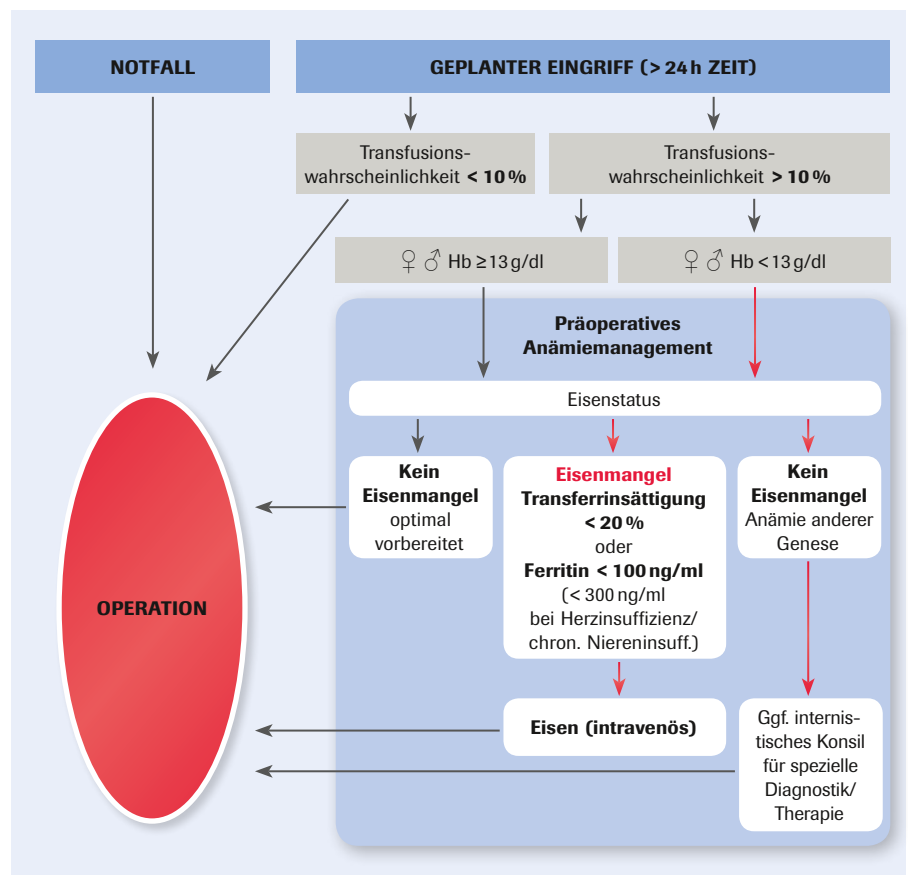 NOTFALL
GEPLANTER EINGRIFF (> 24 h ZEIT)
Transfusions-
wahrscheinlichkeit < 10 %
Transfusions-
wahrscheinlichkeit > 10 %
♀ ♂ Hb ≥ 13 g/dl
♀ ♂ Hb < 13 g/dl
Präoperatives
Anämiemanagement
Eisenstatus
Kein
Eisenmangel
optimal
vorbereitet
Eisenmangel
Transferrinsättigung
< 20 %
oder
Ferritin < 100 ng/ml
(< 300 ng/ml
bei Herzinsuffizienz/
chron. Niereninsuff.)
Kein
Eisenmangel
Anämie anderer
Genese
OPERATION
Eisen (intravenös)
Ggf. internis-
tisches Konsil
für spezielle
Diagnostik/
Therapie